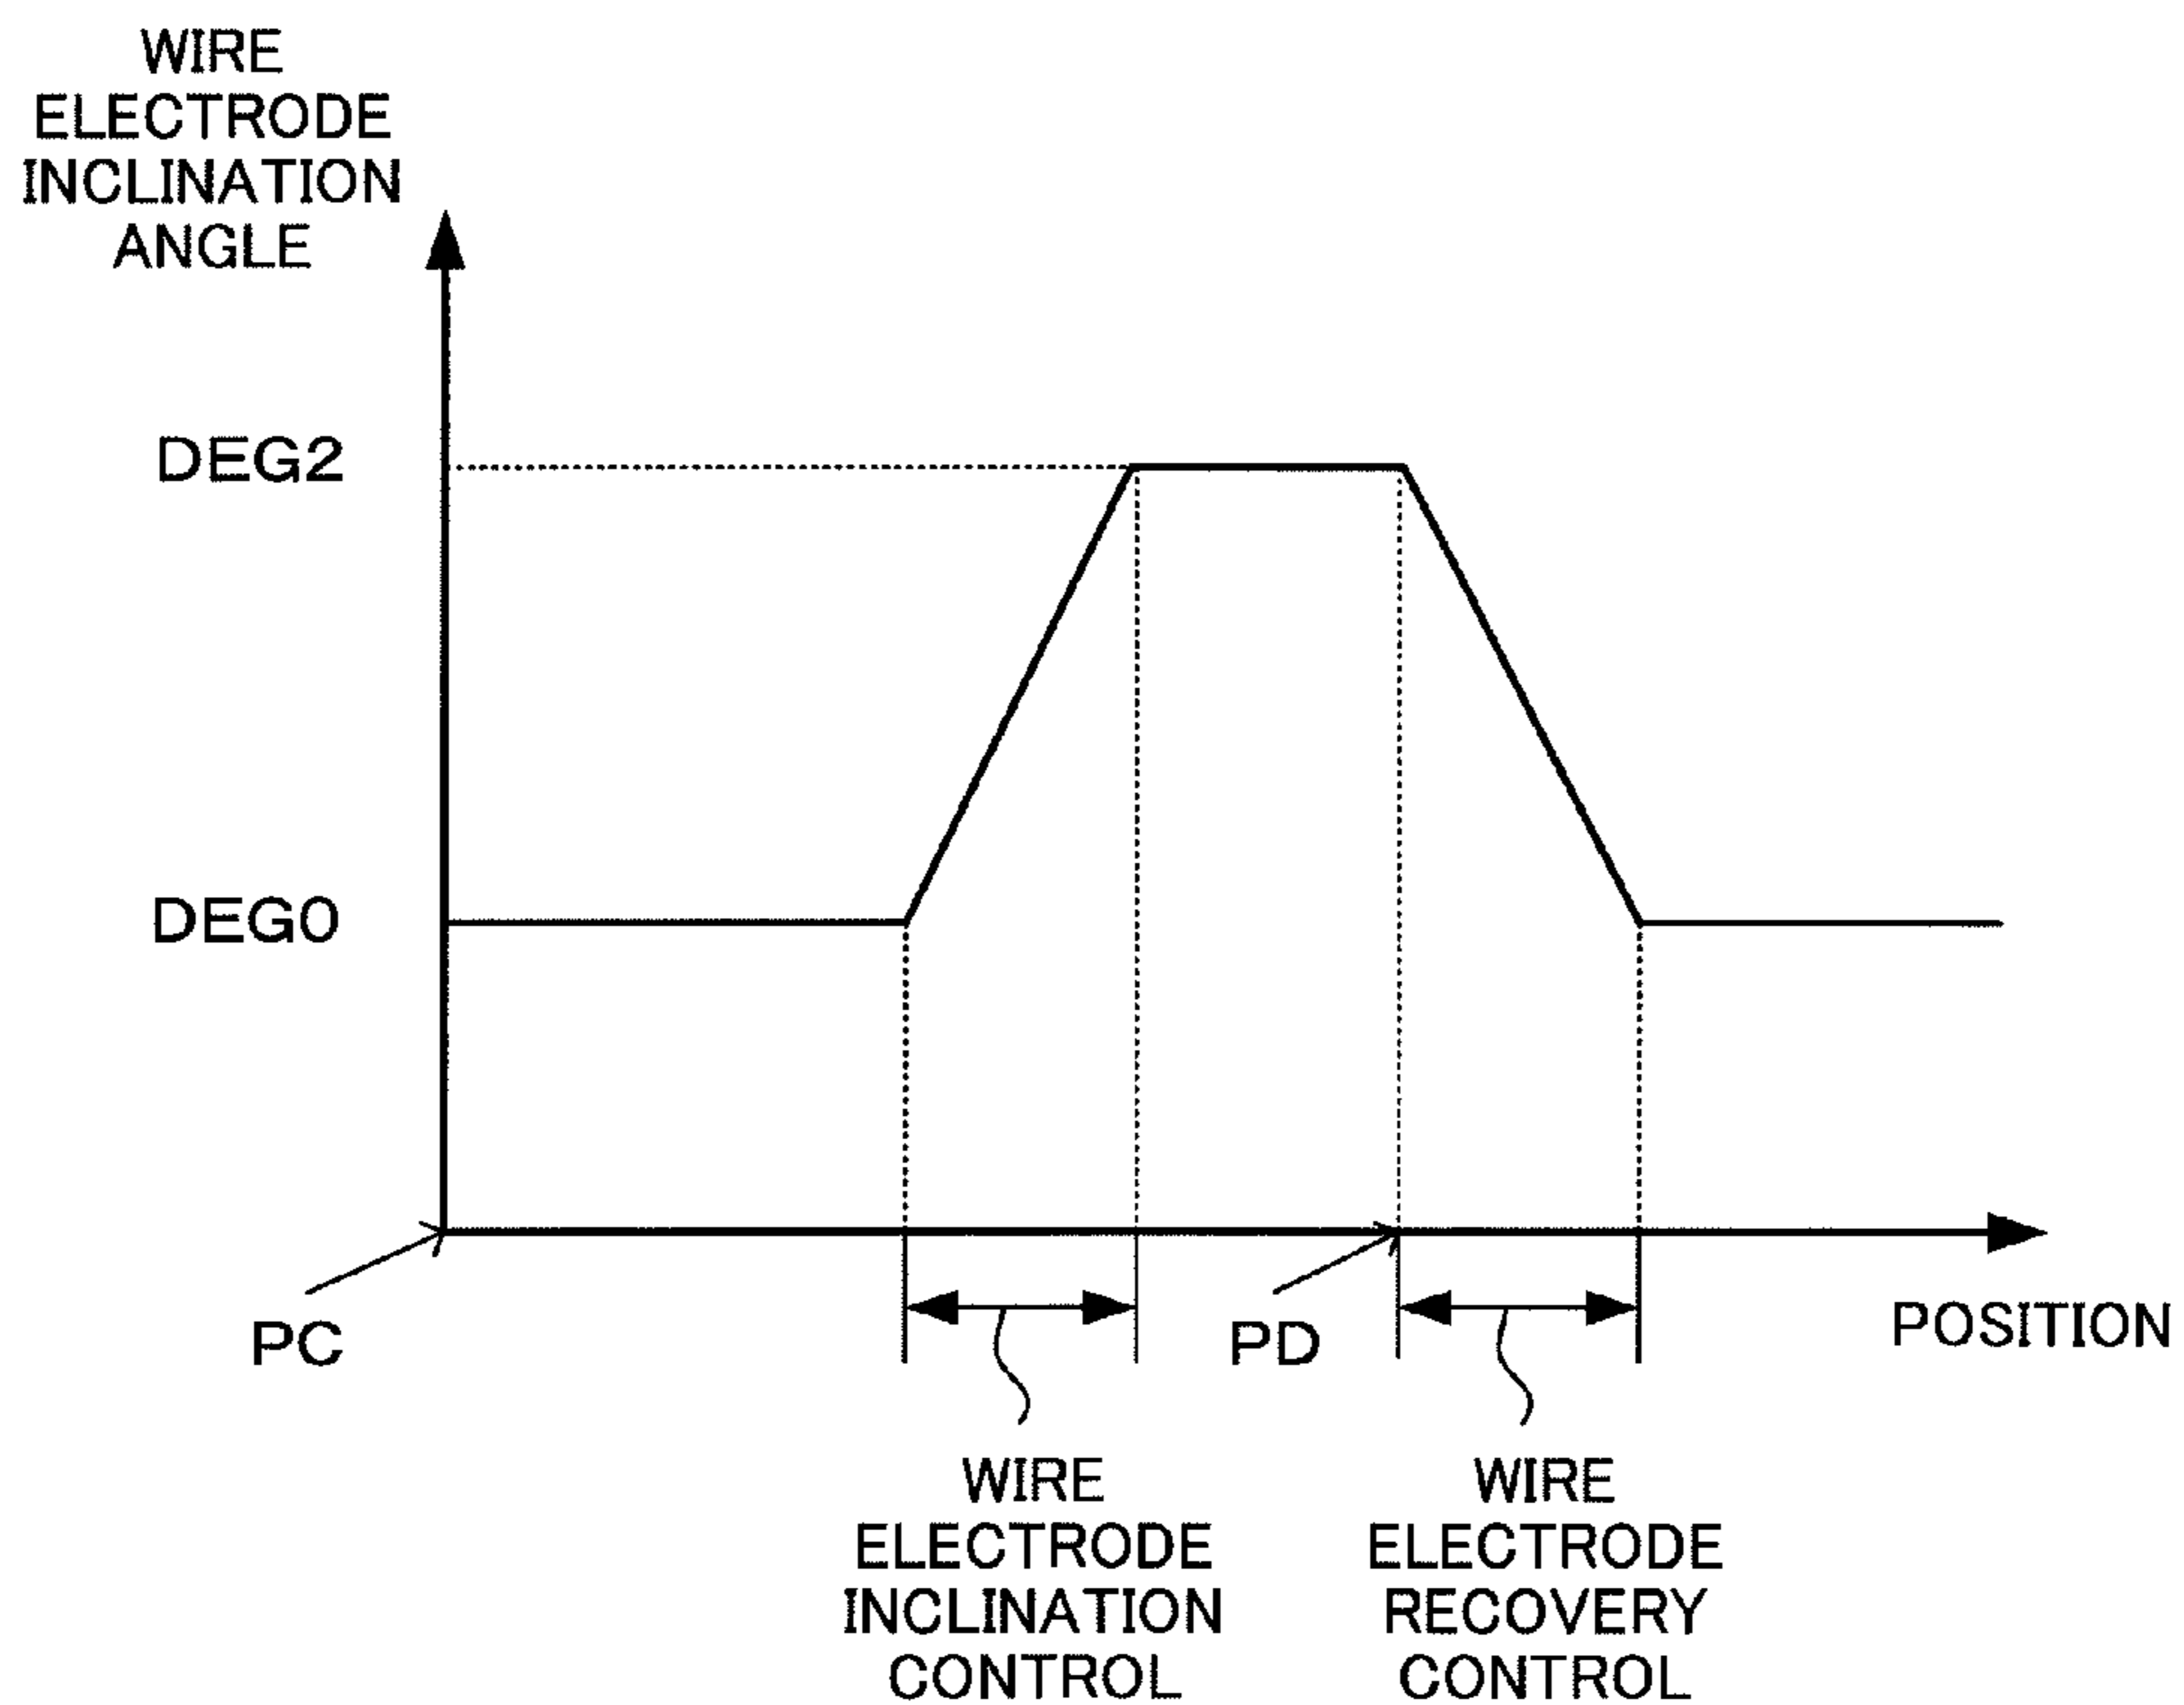 WIRE
ELECTRODE
INCLINATION
ANGLE
DEG2
DEG0
PC
PD
POSITION
WIRE
ELECTRODE
INCLINATION
CONTROL
WIRE
ELECTRODE
RECOVERY
CONTROL